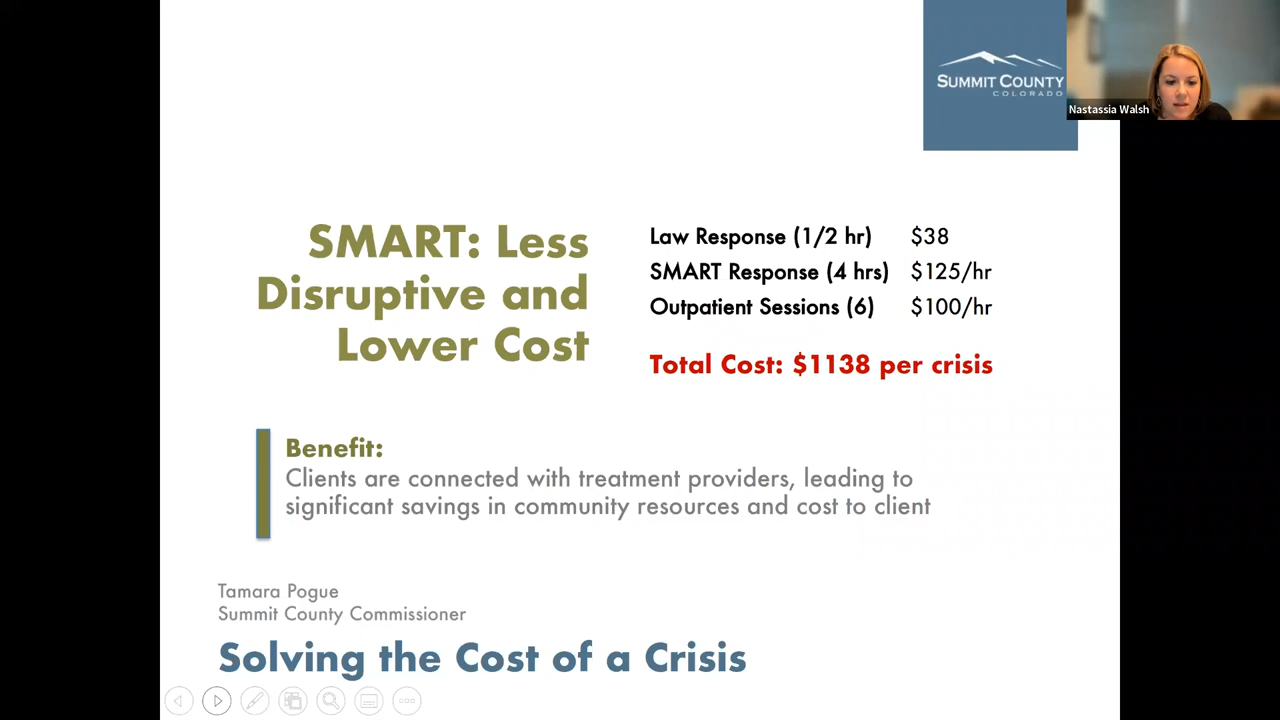 SUMMIT COUNTY
COLORADO
Nastassia Walsh
SMART: Less
Disruptive and
Lower Cost
Law Response (1/2 hr) $38
SMART Response (4 hrs) $125/hr
Outpatient Sessions (6) $100/hr
Total Cost: $1138 per crisis
Benefit:
Clients are connected with treatment providers, leading to
significant savings in community resources and cost to client
Tamara Pogue
Summit County Commissioner
Solving the Cost of a Crisis